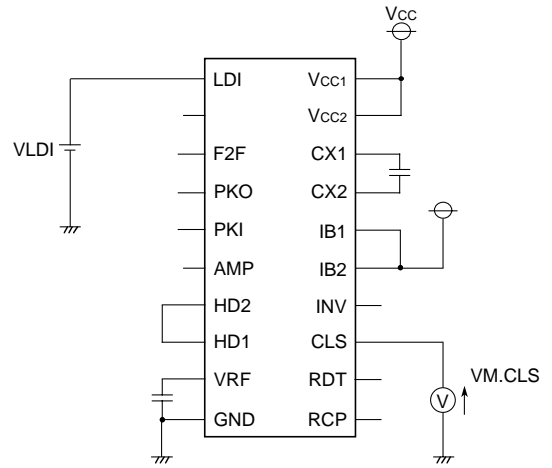 VCC
LDI VCC1
VCC2
VLDI
F2F CX1
PKO CX2
PKI IB1
AMP IB2
HD2 INV
HD1 CLS
VM.CLS
VRF RDT
V
GND RCP